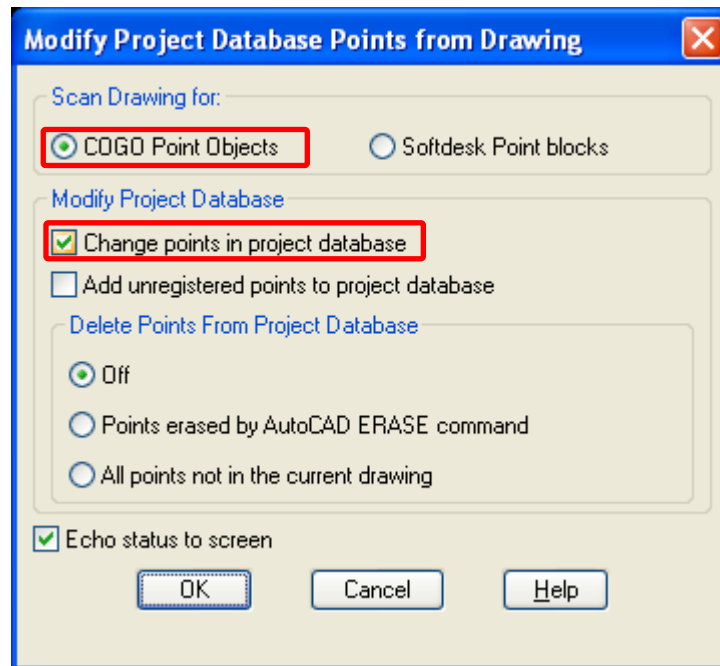 Modify Project Database Points from Drawing
Scan Drawing for:
COGO Point Objects Softdesk Point blocks
Modify Project Database
Change points in project database
Add unregistered points to project database
Delete Points From Project Database
Off
Points erased by AutoCAD ERASE command
All points not in the current drawing
Echo status to screen
OK Cancel Help